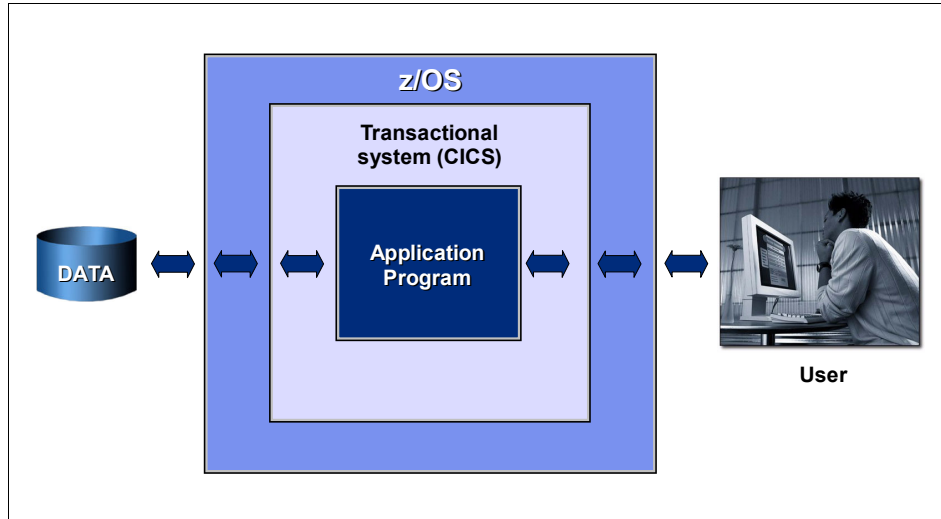 z/OS
Transactional
system (CICS)
DATA
Application
Program
User